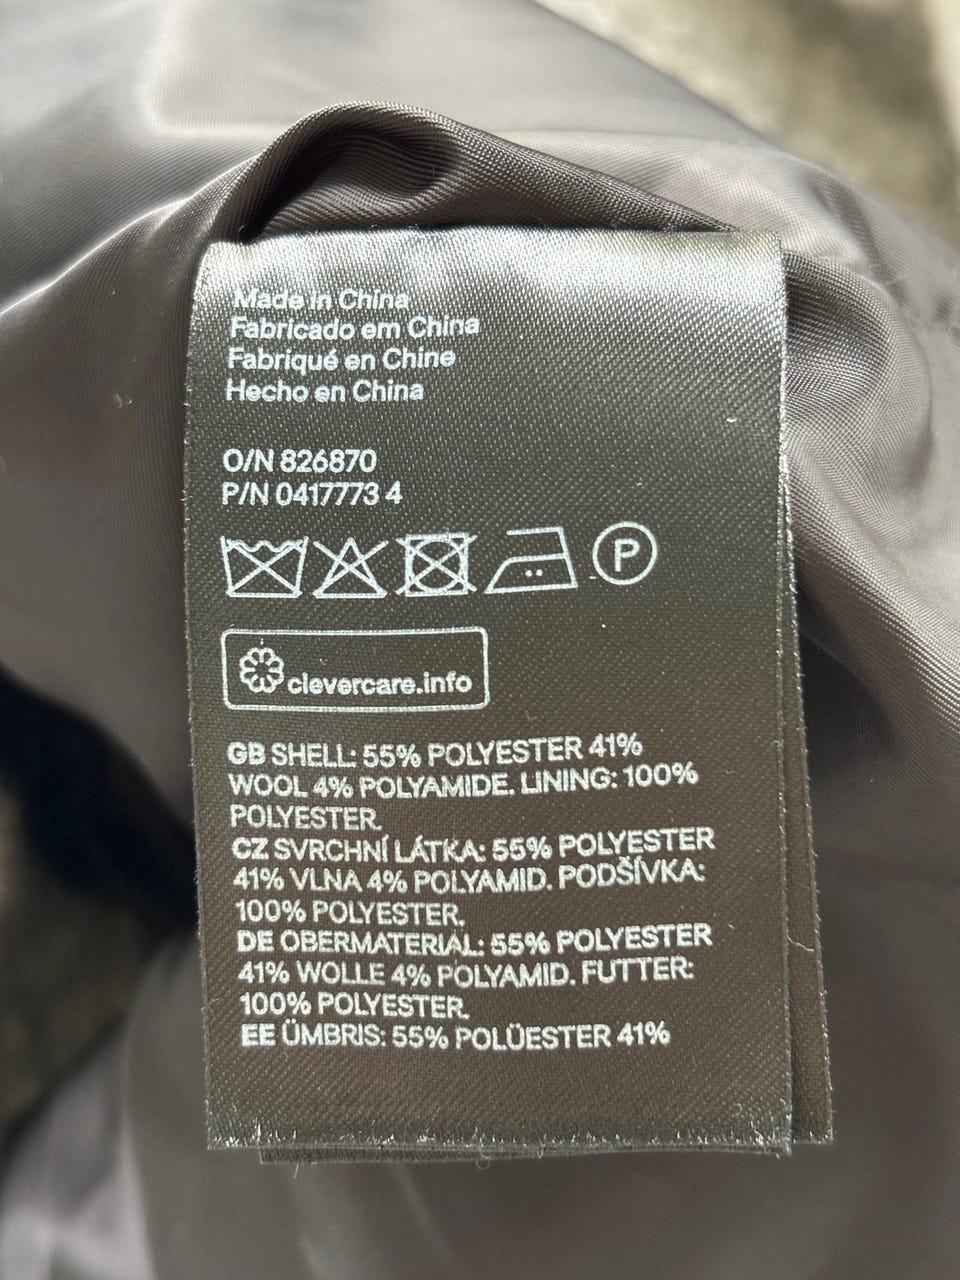 Made in China
Fabricado em China
Fabriqué en Chine
Hecho en China
O/N 826870
P/N 0417773 4
P
clevercare.info
GB SHELL: 55% POLYESTER 41%
WOOL 4% POLYAMIDE. LINING: 100%
POLYESTER.
CZ SVRCHNÍ LÁTKA: 55% POLYESTER
41% VLNA 4% POLYAMID. PODŠÍVKA:
100% POLYESTER.
DE OBERMATERIAL: 55% POLYESTER
41% WOLLE 4% POLYAMID. FUTTER:
100% POLYESTER.
EE ÜMBRIS: 55% POLÜESTER 41%